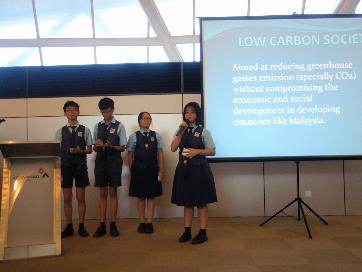 LOW CARBON SOCIET
Aimed at reducing greenhouse
gasses emission (specially CO2)
without compromising the
economic and social
development in developing
countries like Malaysia.